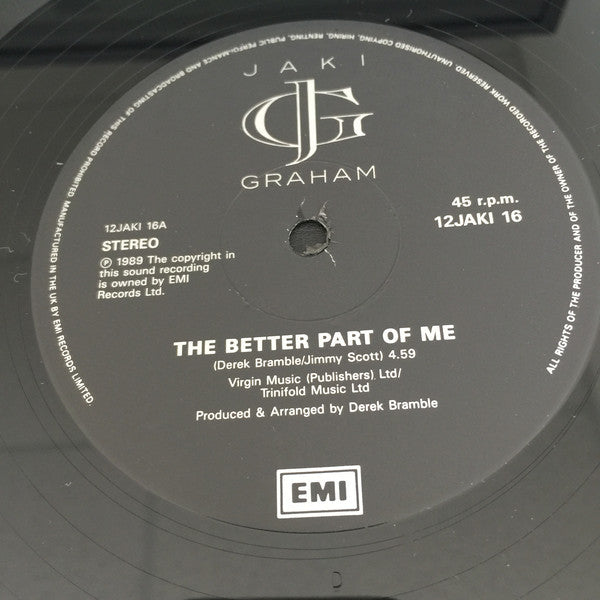 JAKI
JG
GRAHAM
12JAKI 16A
STEREO
℗ 1989 The copyright in
this sound recording
is owned by EMI
Records Ltd.
45 r.p.m.
12JAKI 16
THE BETTER PART OF ME
(Derek Bramble/Jimmy Scott) 4.59
Virgin Music (Publishers) Ltd/
Trinifold Music Ltd
Produced & Arranged by Derek Bramble
EMI
ALL RIGHTS OF THE PRODUCER AND OF THE OWNER OF THE RECORDED WORK RESERVED. UNAUTHORISED COPYING, HIRING, RENTING, PUBLIC PERFORMANCE AND BROADCASTING OF THIS RECORD PROHIBITED. MANUFACTURED IN THE UK BY EMI RECORDS LIMITED.
D